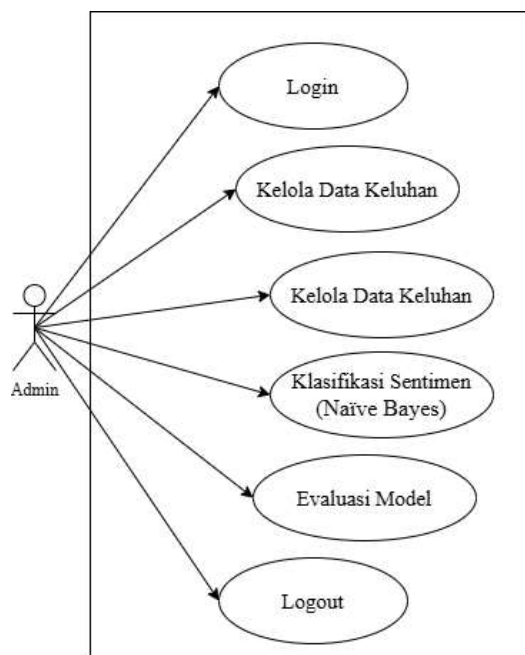 Login
Kelola Data Keluhan
Kelola Data Keluhan
Admin
Klasifikasi Sentimen
(Naïve Bayes)
Evaluasi Model
Logout